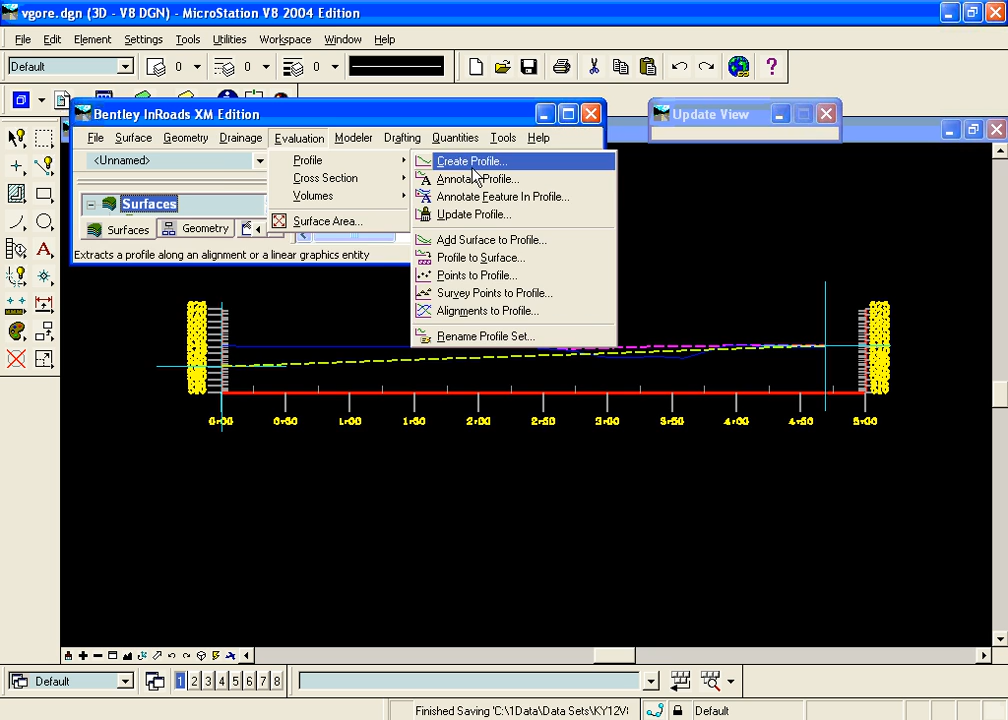 vgore.dgn (3D - V8 DGN) - MicroStation V8 2004 Edition
File Edit Element Settings Tools Utilities Workspace Window Help
Default 0 0 0
Bentley InRoads XM Edition
Update View
File Surface Geometry Drainage Evaluation Modeler Drafting Quantities Tools Help
<Unnamed>
Surfaces
Surfaces Geometry
Extracts a profile along an alignment or a linear graphics entity
Profile
Cross Section
Volumes
Surface Area...
Create Profile...
Annotate Profile...
Annotate Feature In Profile...
Update Profile...
Add Surface to Profile...
Profile to Surface...
Points to Profile...
Survey Points to Profile...
Alignments to Profile...
Rename Profile Set...
0+00 0+50 1+00 1+50 2+00 2+50 3+00 3+50 4+00 4+50 5+00
Default 1 2 3 4 5 6 7 8
Finished Saving 'C:\1Data\Data Sets\KY12V8 Default